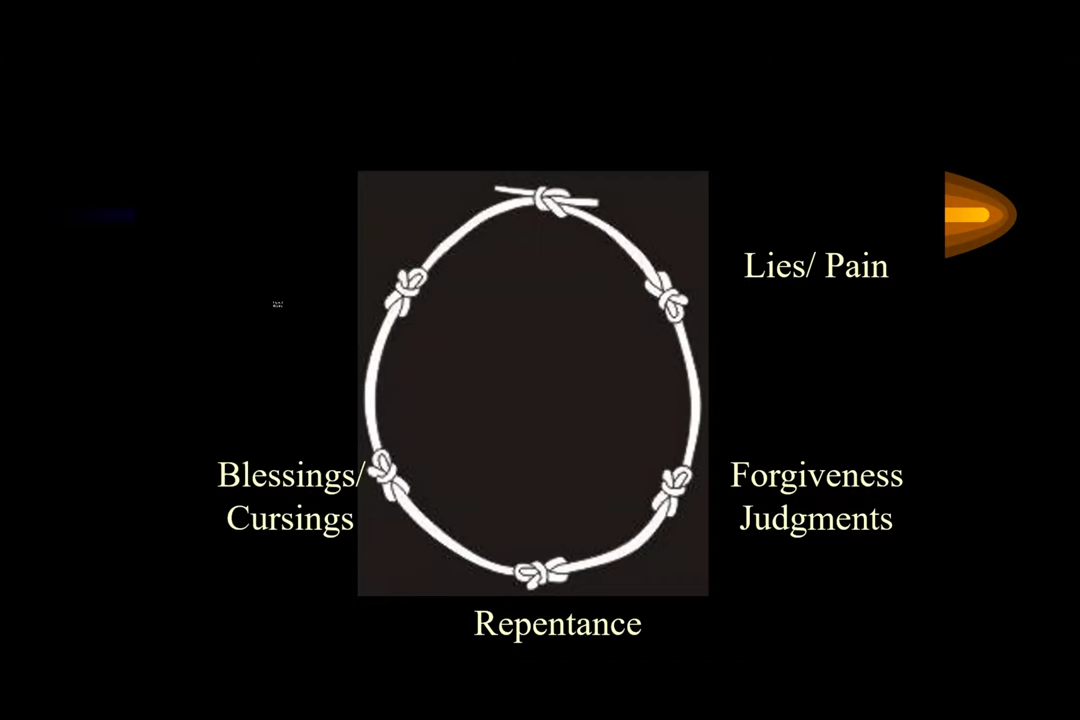 Lies/ Pain
Blessings/
Cursings
Forgiveness
Judgments
Repentance